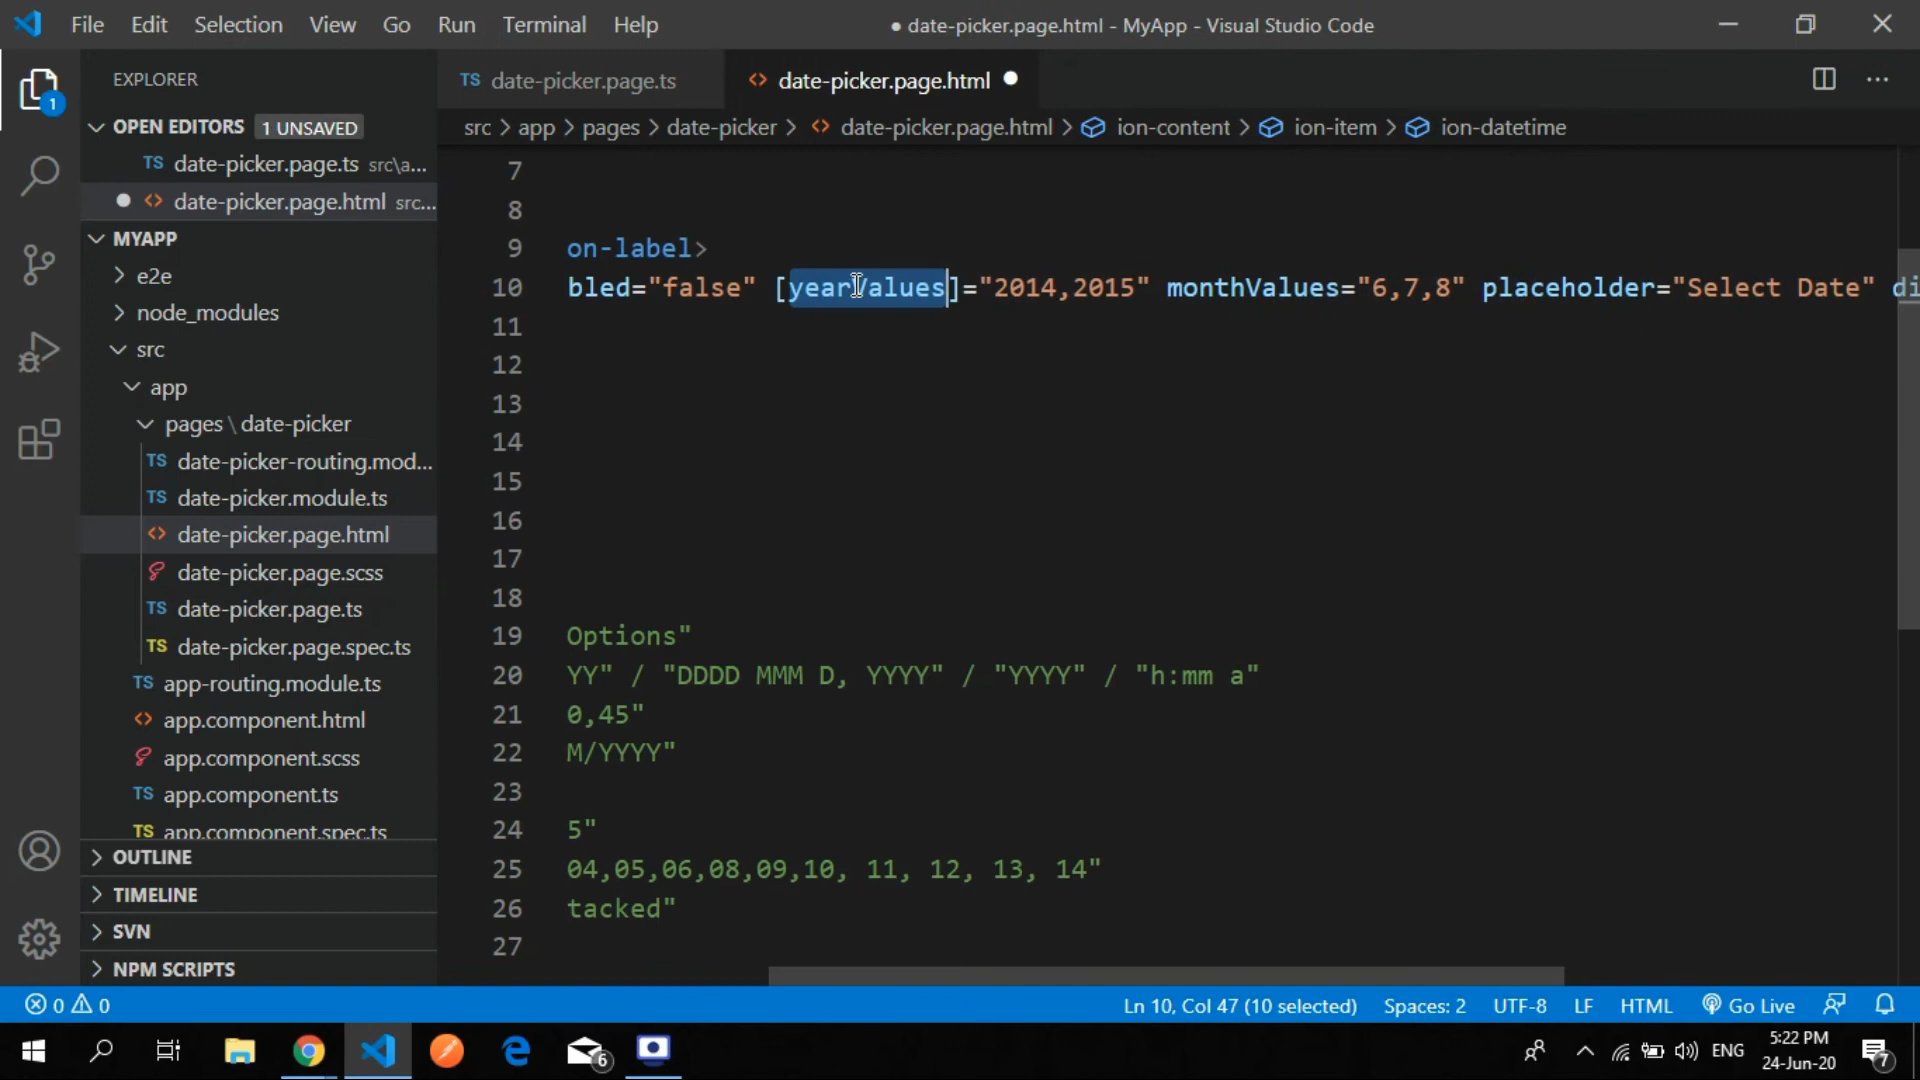 File Edit Selection View Go Run Terminal Help ● date-picker.page.html - MyApp - Visual Studio Code
EXPLORER
TS date-picker.page.ts <> date-picker.page.html ●
OPEN EDITORS 1 UNSAVED
src > app > pages > date-picker > <> date-picker.page.html > ion-content > ion-item > ion-datetime
TS date-picker.page.ts src\a...
● <> date-picker.page.html src...
MYAPP
e2e
node_modules
src
app
pages \ date-picker
TS date-picker-routing.mod...
TS date-picker.module.ts
<> date-picker.page.html
date-picker.page.scss
TS date-picker.page.ts
TS date-picker.page.spec.ts
TS app-routing.module.ts
<> app.component.html
app.component.scss
TS app.component.ts
TS app.component.spec.ts
OUTLINE
TIMELINE
SVN
NPM SCRIPTS
1
7
8
9 on-label>
10 bled="false" [yearValues]="2014,2015" monthValues="6,7,8" placeholder="Select Date" di
11
12
13
14
15
16
17
18
19 Options"
20 YY" / "DDDD MMM D, YYYY" / "YYYY" / "h:mm a"
21 0,45"
22 M/YYYY"
23
24 5"
25 04,05,06,08,09,10, 11, 12, 13, 14"
26 tacked"
27
0 0 Ln 10, Col 47 (10 selected) Spaces: 2 UTF-8 LF HTML Go Live
6 ENG 5:22 PM
24-Jun-20 7